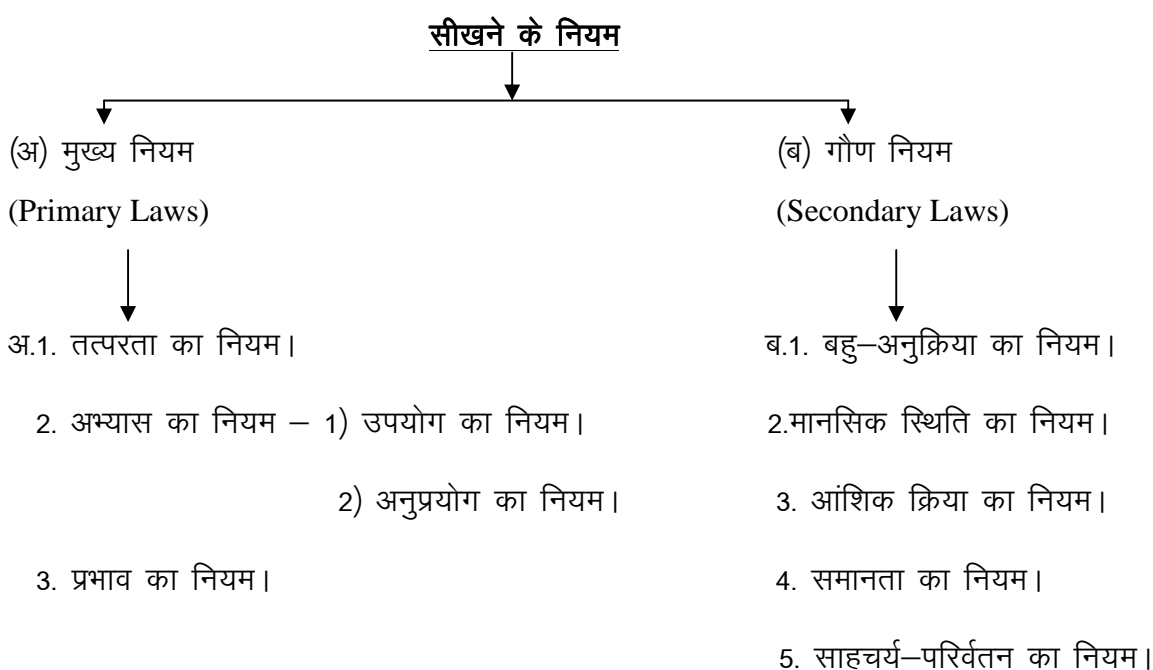 सीखने के नियम
(अ) मुख्य नियम
(Primary Laws)
अ.1. तत्परता का नियम।
2. अभ्यास का नियम – 1) उपयोग का नियम।
2) अनुप्रयोग का नियम।
3. प्रभाव का नियम।
(ब) गौण नियम
(Secondary Laws)
ब.1. बहु–अनुक्रिया का नियम।
2.मानसिक स्थिति का नियम।
3. आंशिक क्रिया का नियम।
4. समानता का नियम।
5. साहचर्य–परिर्वतन का नियम।